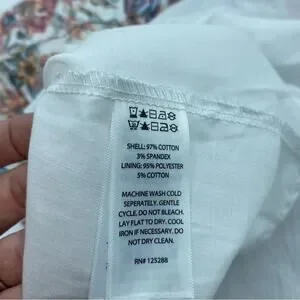 SHELL: 97% COTTON
3% SPANDEX
LINING: 95% POLYESTER
5% COTTON
MACHINE WASH COLD
SEPERATELY. GENTLE
CYCLE. DO NOT BLEACH.
LAY FLAT TO DRY. COOL
IRON IF NECESSARY. DO
NOT DRY CLEAN.
RN# 125288